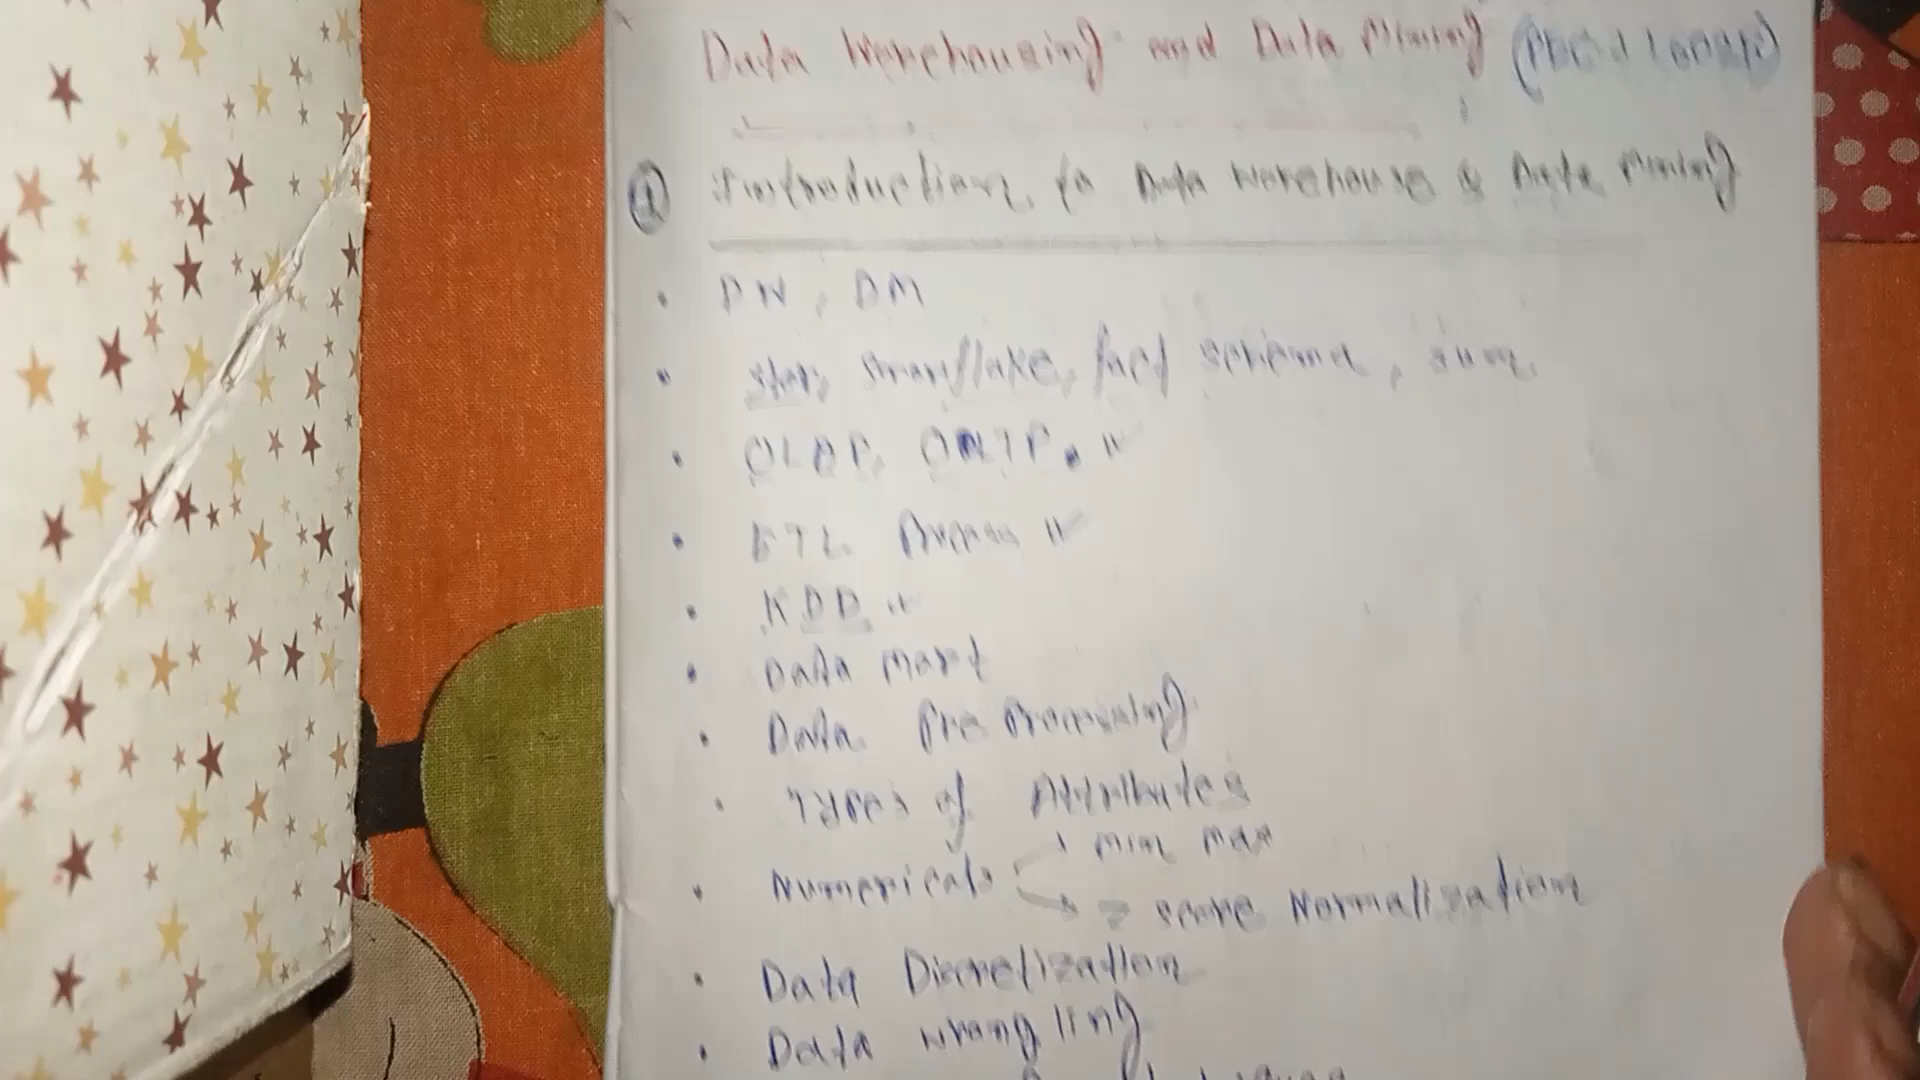 Data Warehousing and Data Mining
① Introduction to Data Warehouse & Data Mining
• DW, DM
• Star, Snowflake, fact schema,
• OLAP, OLTP.
• ETL Process
• KDD
• Data Mart
• Data Pre Processing
• Types of Attributes
min max
• Numericals
z score Normalization
• Data Discretization
• Data wrangling